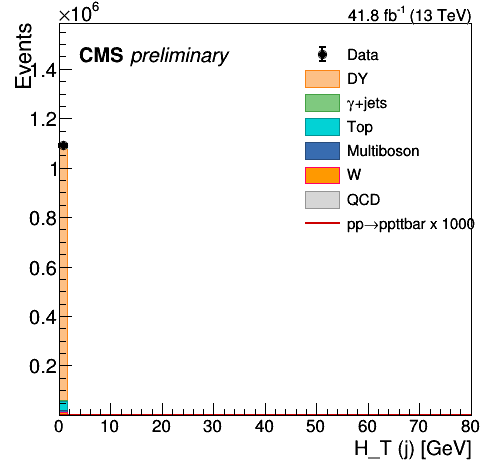 ×10⁶
41.8 fb⁻¹ (13 TeV)
Events
CMS preliminary
Data
DY
γ+jets
Top
Multiboson
W
QCD
pp→ppttbar x 1000
1.4
1.2
1
0.8
0.6
0.4
0.2
0 10 20 30 40 50 60 70 80
H_T (j) [GeV]